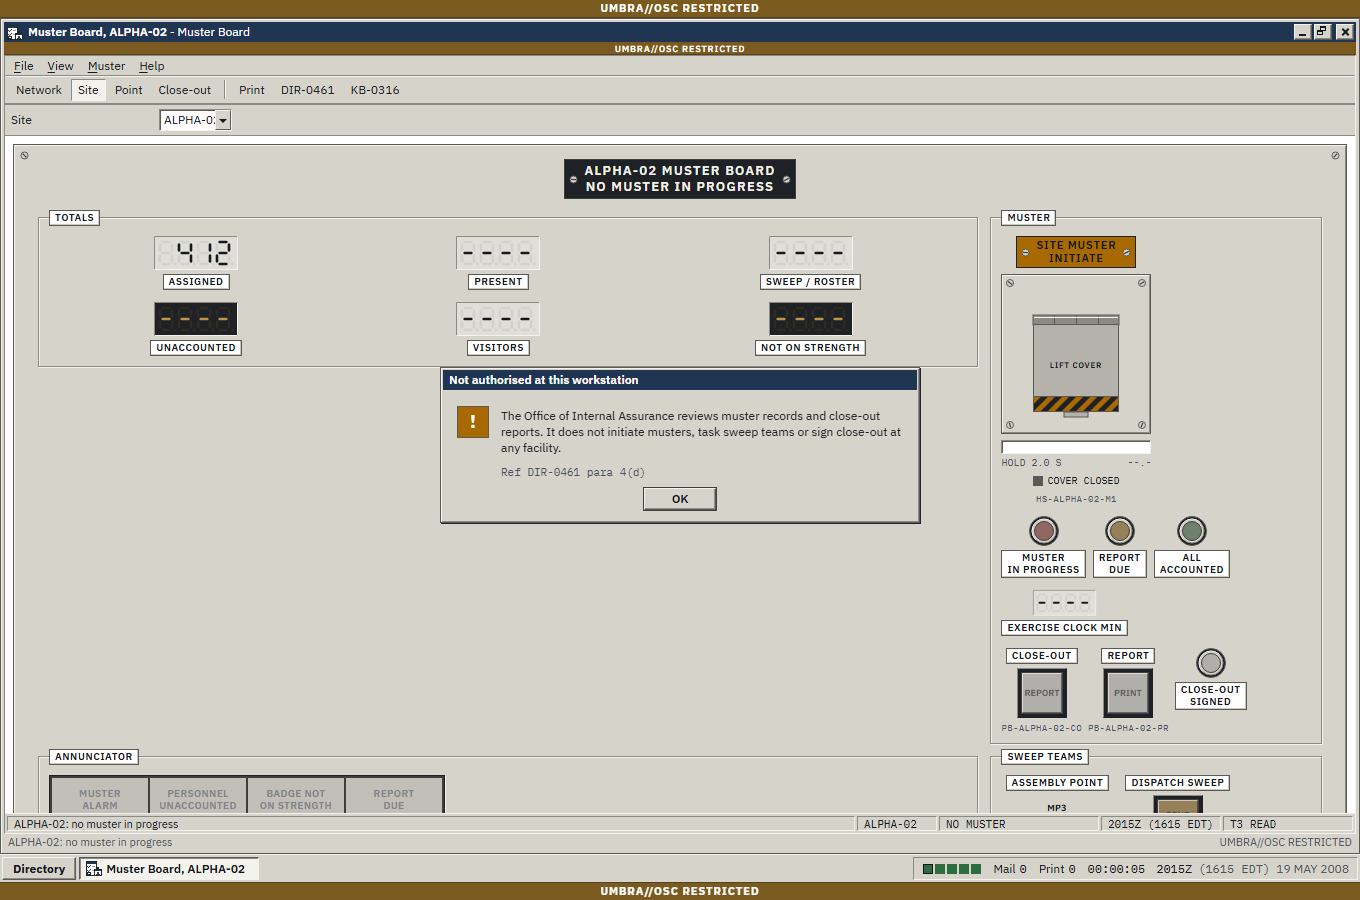 UMBRA//OSC RESTRICTED
Muster Board, ALPHA-02 - Muster Board
UMBRA//OSC RESTRICTED
File View Muster Help
Network Site Point Close-out Print DIR-0461 KB-0316
Site ALPHA-02
ALPHA-02 MUSTER BOARD
NO MUSTER IN PROGRESS
TOTALS
412
ASSIGNED
----
PRESENT
----
SWEEP / ROSTER
----
UNACCOUNTED
----
VISITORS
----
NOT ON STRENGTH
MUSTER
SITE MUSTER
INITIATE
LIFT COVER
HOLD 2.0 S --.-
COVER CLOSED
HS-ALPHA-02-M1
MUSTER
IN PROGRESS
REPORT
DUE
ALL
ACCOUNTED
----
EXERCISE CLOCK MIN
CLOSE-OUT
REPORT
PB-ALPHA-02-CO
REPORT
PRINT
PB-ALPHA-02-PR
CLOSE-OUT
SIGNED
Not authorised at this workstation
!
The Office of Internal Assurance reviews muster records and close-out
reports. It does not initiate musters, task sweep teams or sign close-out at
any facility.
Ref DIR-0461 para 4(d)
OK
ANNUNCIATOR
MUSTER
ALARM
PERSONNEL
UNACCOUNTED
BADGE NOT
ON STRENGTH
REPORT
DUE
SWEEP TEAMS
ASSEMBLY POINT
MP3
DISPATCH SWEEP
ALPHA-02: no muster in progress ALPHA-02 NO MUSTER 2015Z (1615 EDT) T3 READ
ALPHA-02: no muster in progress UMBRA//OSC RESTRICTED
Directory Muster Board, ALPHA-02 Mail 0 Print 0 00:00:05 2015Z (1615 EDT) 19 MAY 2008
UMBRA//OSC RESTRICTED